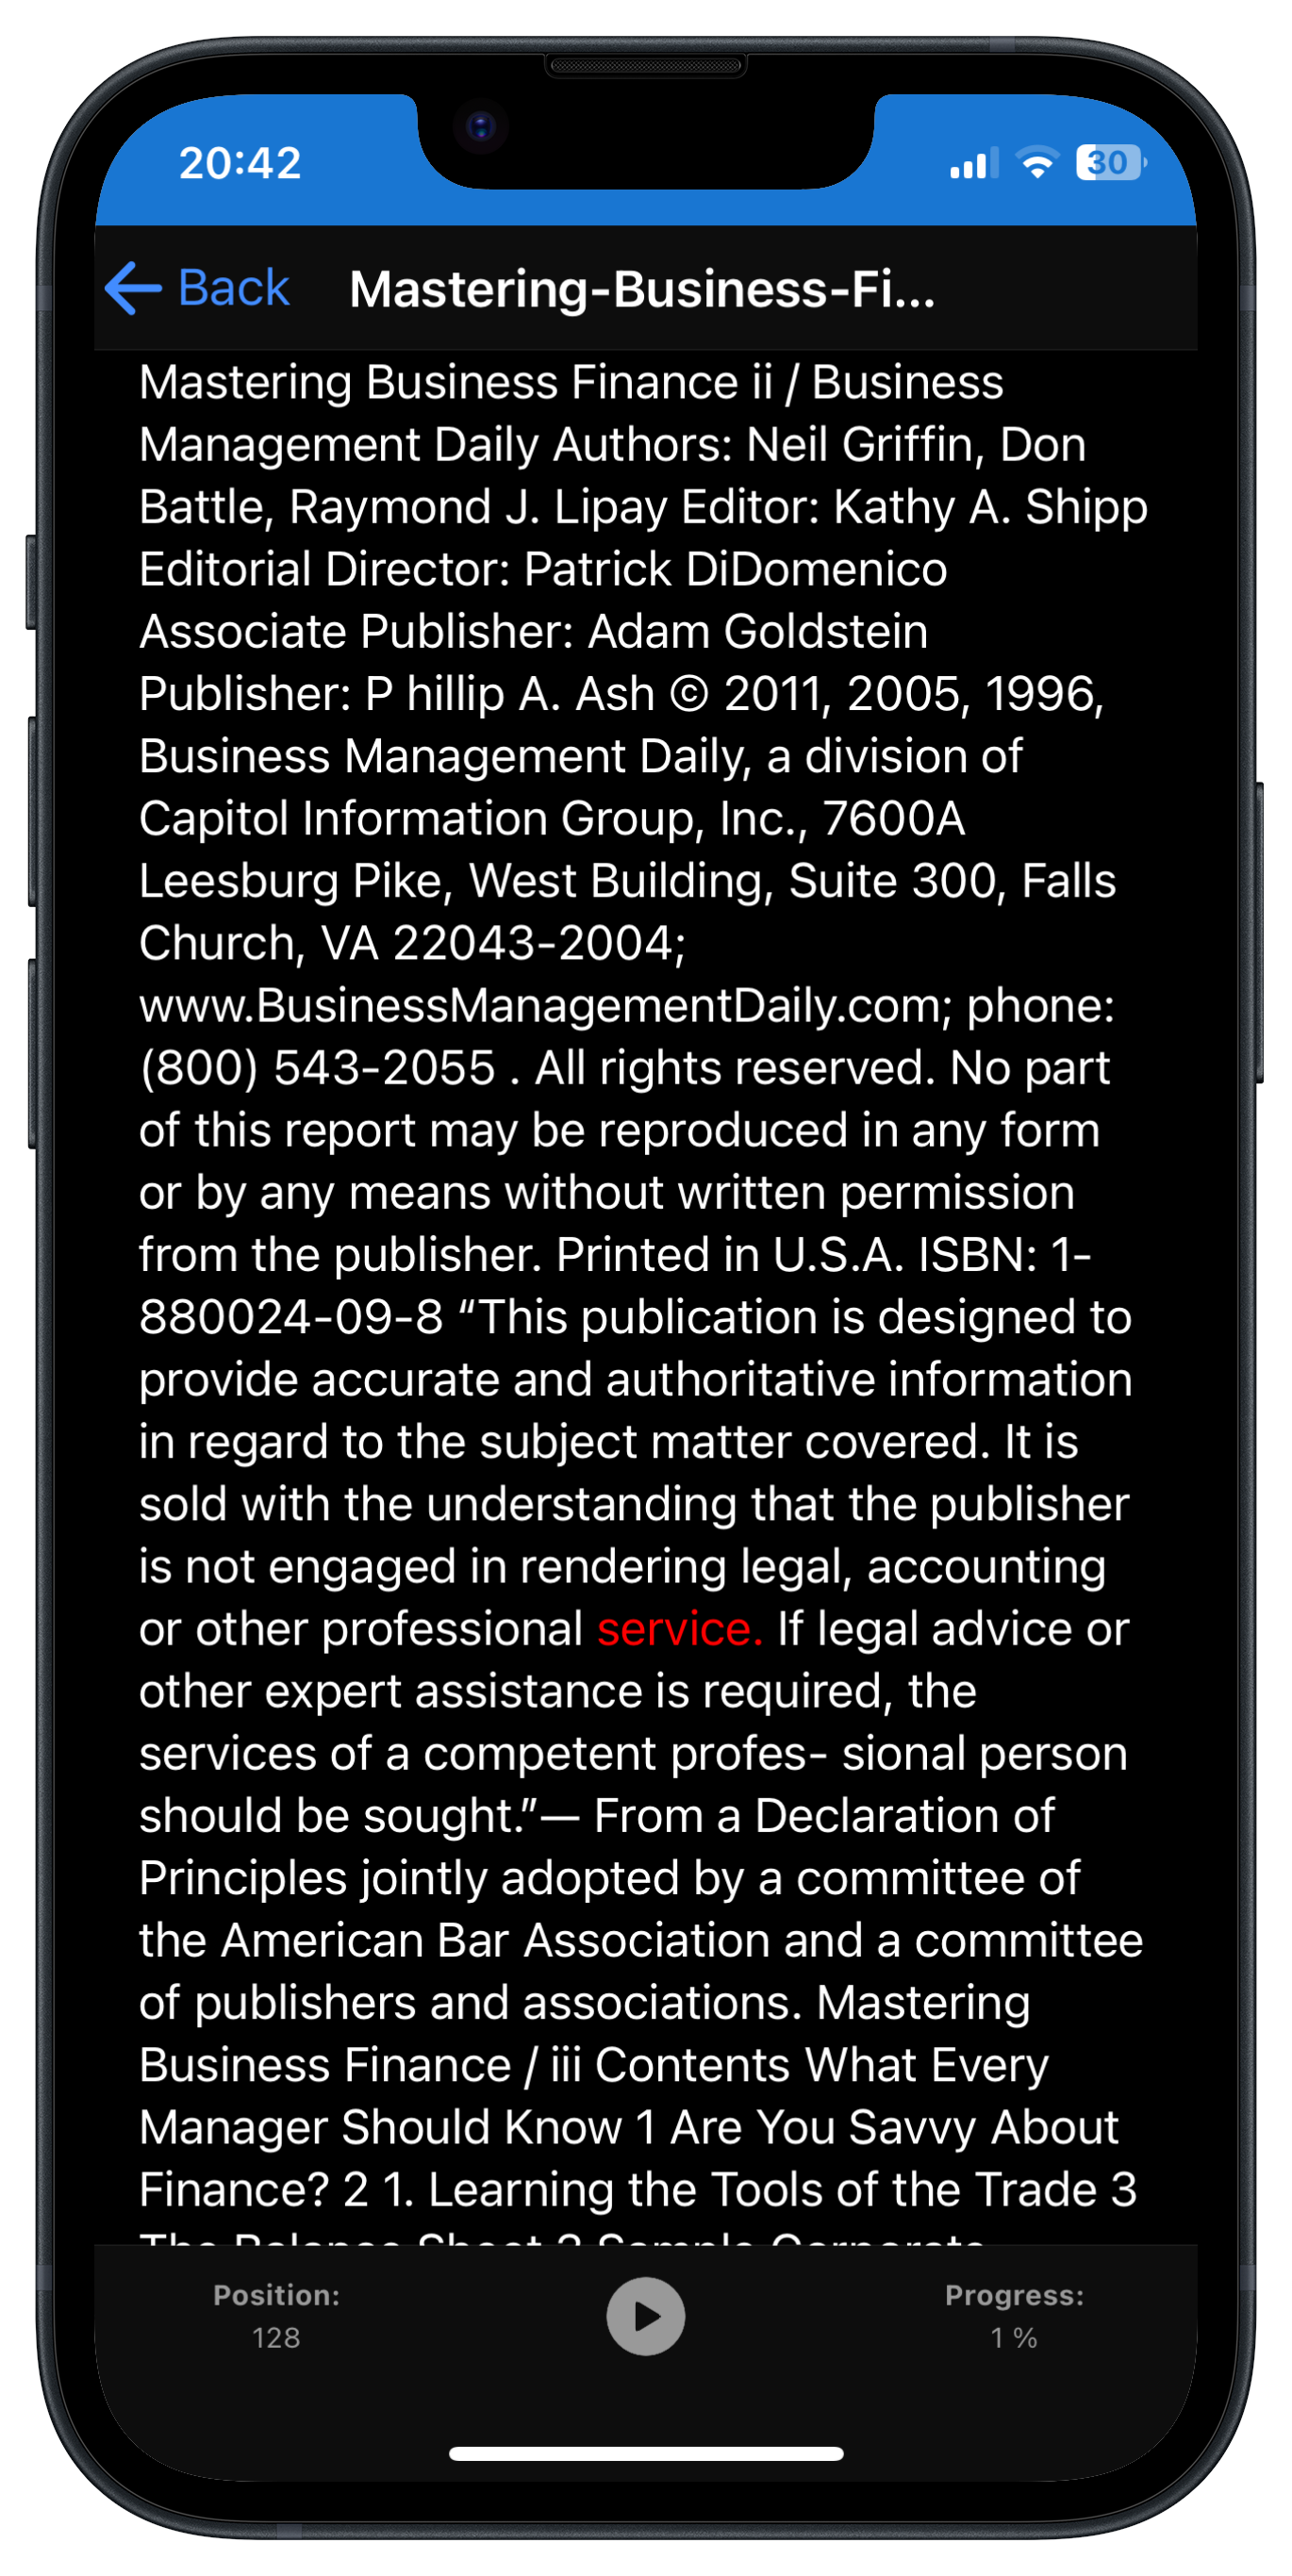 20:42
30
Back
Mastering-Business-Fi...
Mastering Business Finance ii / Business
Management Daily Authors: Neil Griffin, Don
Battle, Raymond J. Lipay Editor: Kathy A. Shipp
Editorial Director: Patrick DiDomenico
Associate Publisher: Adam Goldstein
Publisher: P hillip A. Ash © 2011, 2005, 1996,
Business Management Daily, a division of
Capitol Information Group, Inc., 7600A
Leesburg Pike, West Building, Suite 300, Falls
Church, VA 22043-2004;
www.BusinessManagementDaily.com; phone:
(800) 543-2055 . All rights reserved. No part
of this report may be reproduced in any form
or by any means without written permission
from the publisher. Printed in U.S.A. ISBN: 1-
880024-09-8 “This publication is designed to
provide accurate and authoritative information
in regard to the subject matter covered. It is
sold with the understanding that the publisher
is not engaged in rendering legal, accounting
or other professional service. If legal advice or
other expert assistance is required, the
services of a competent profes- sional person
should be sought.”— From a Declaration of
Principles jointly adopted by a committee of
the American Bar Association and a committee
of publishers and associations. Mastering
Business Finance / iii Contents What Every
Manager Should Know 1 Are You Savvy About
Finance? 2 1. Learning the Tools of the Trade 3
The Balance Sheet 3 Sample Corporate
Position:
128
Progress:
1 %